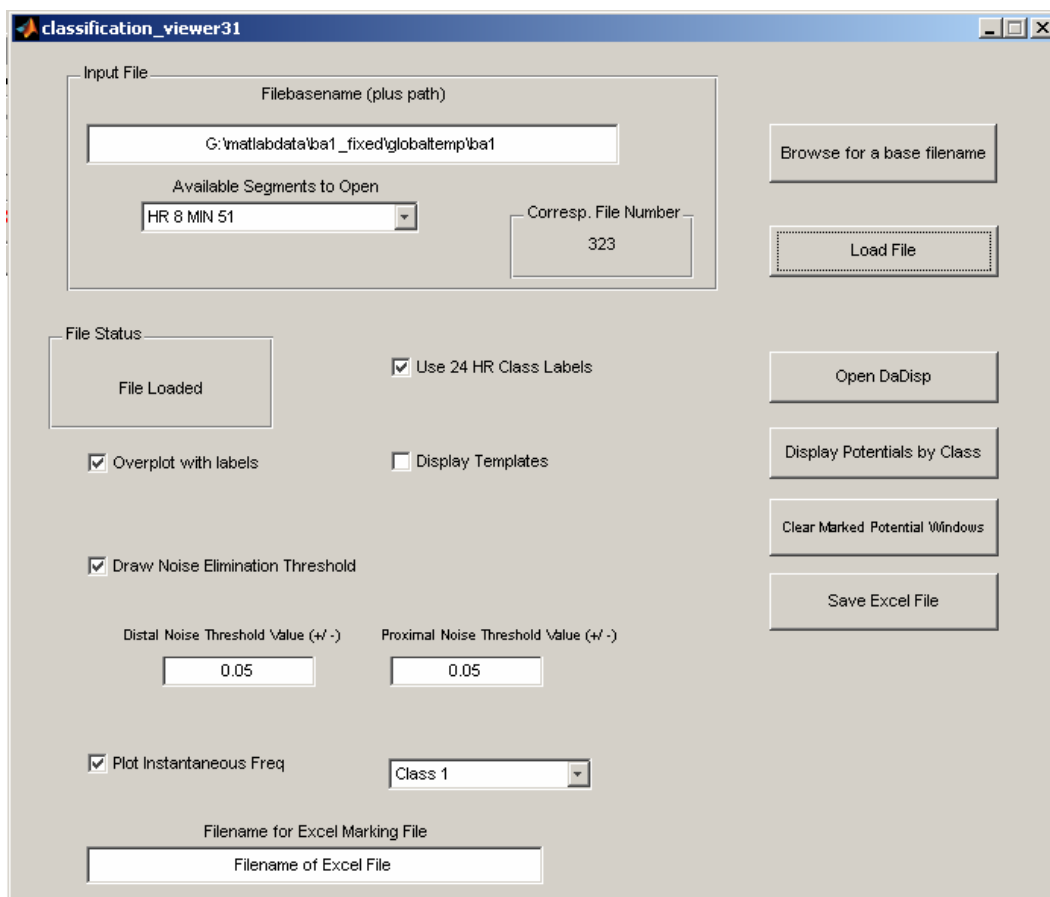 classification_viewer31
Input File
Filebasename (plus path)
G:\matlabdata\ba1_fixed\globaltemp\ba1
Browse for a base filename
Available Segments to Open
HR 8 MIN 51
Corresp. File Number
323
Load File
File Status
File Loaded
Use 24 HR Class Labels
Open DaDisp
Overplot with labels
Display Templates
Display Potentials by Class
Clear Marked Potential Windows
Draw Noise Elimination Threshold
Save Excel File
Distal Noise Threshold Value (+/ -)
Proximal Noise Threshold Value (+/ -)
0.05
0.05
Plot Instantaneous Freq
Class 1
Filename for Excel Marking File
Filename of Excel File